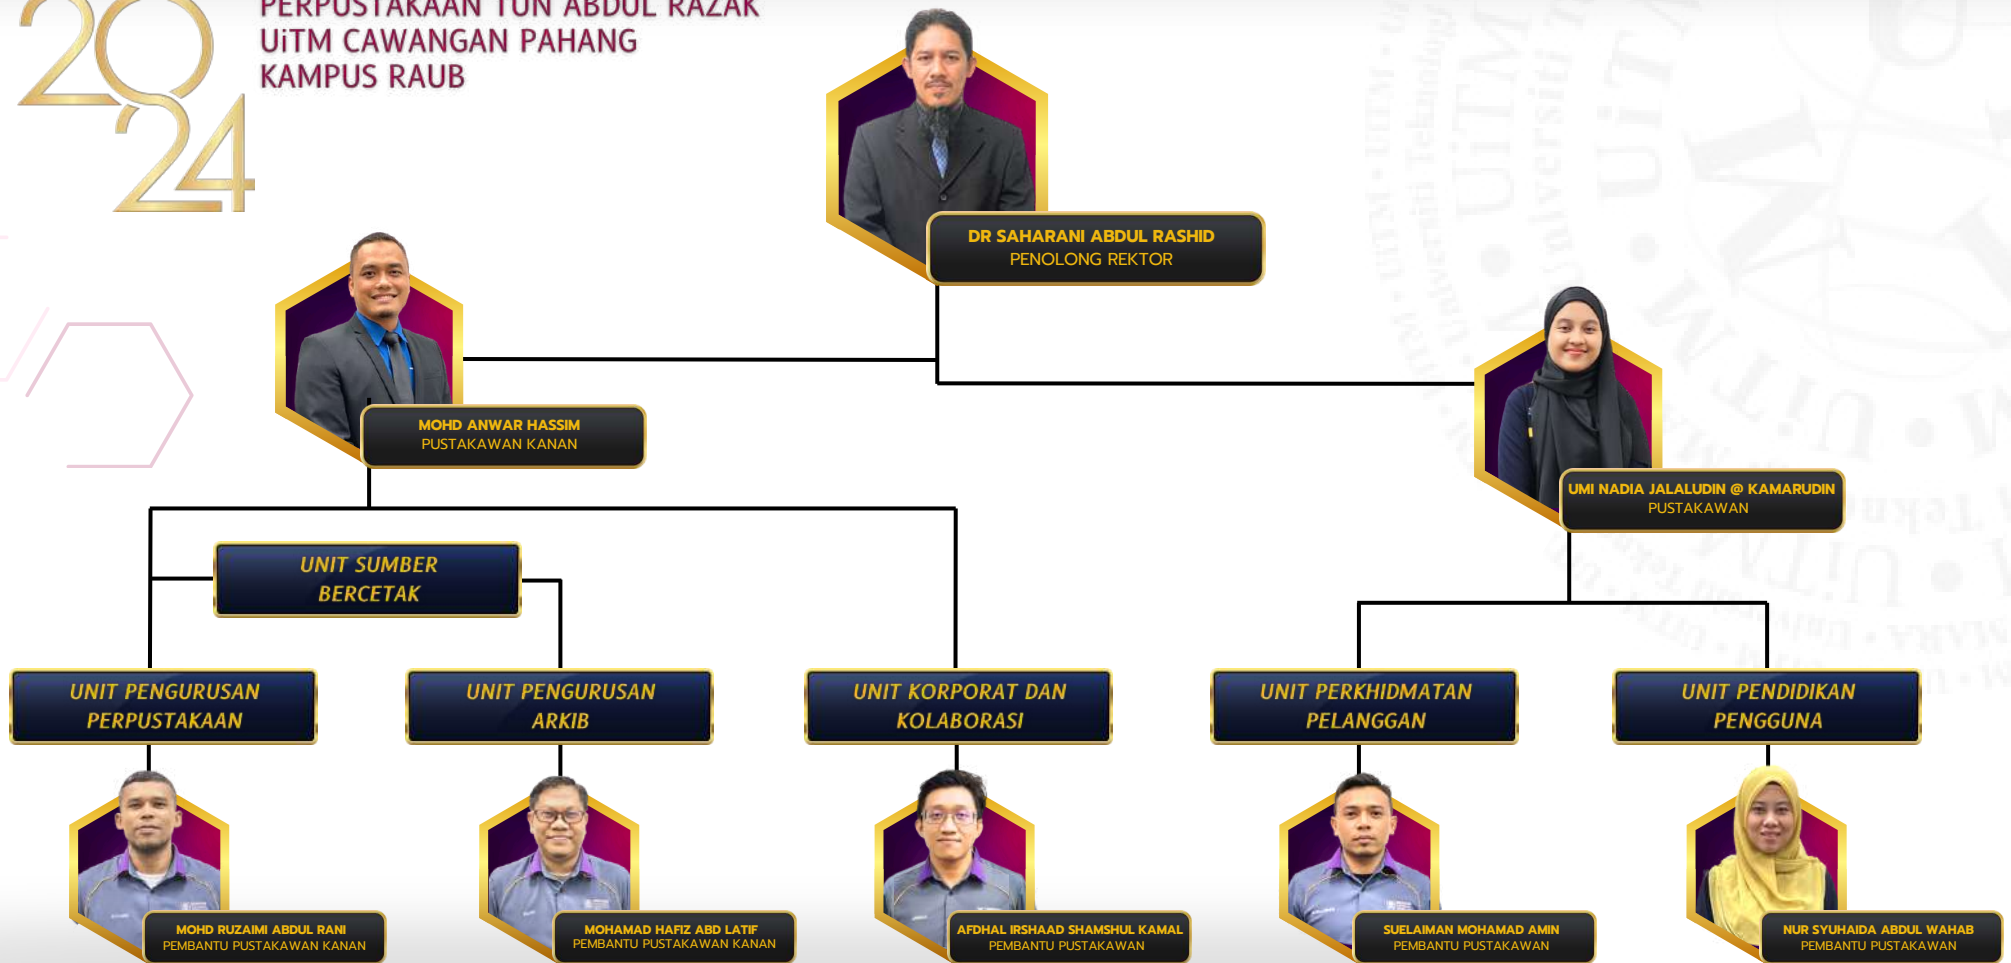 2024
PERPUSTAKAAN TUN ABDUL RAZAK
UiTM CAWANGAN PAHANG
KAMPUS RAUB
DR SAHARANI ABDUL RASHID
PENOLONG REKTOR
MOHD ANWAR HASSIM
PUSTAKAWAN KANAN
UMI NADIA JALALUDIN @ KAMARUDIN
PUSTAKAWAN
UNIT SUMBER
BERCETAK
UNIT PENGURUSAN
PERPUSTAKAAN
UNIT PENGURUSAN
ARKIB
UNIT KORPORAT DAN
KOLABORASI
UNIT PERKHIDMATAN
PELANGGAN
UNIT PENDIDIKAN
PENGGUNA
MOHD RUZAIMI ABDUL RANI
PEMBANTU PUSTAKAWAN KANAN
MOHAMAD HAFIZ ABD LATIF
PEMBANTU PUSTAKAWAN KANAN
AFDHAL IRSHAAD SHAMSHUL KAMAL
PEMBANTU PUSTAKAWAN
SUELAIMAN MOHAMAD AMIN
PEMBANTU PUSTAKAWAN
NUR SYUHAIDA ABDUL WAHAB
PEMBANTU PUSTAKAWAN